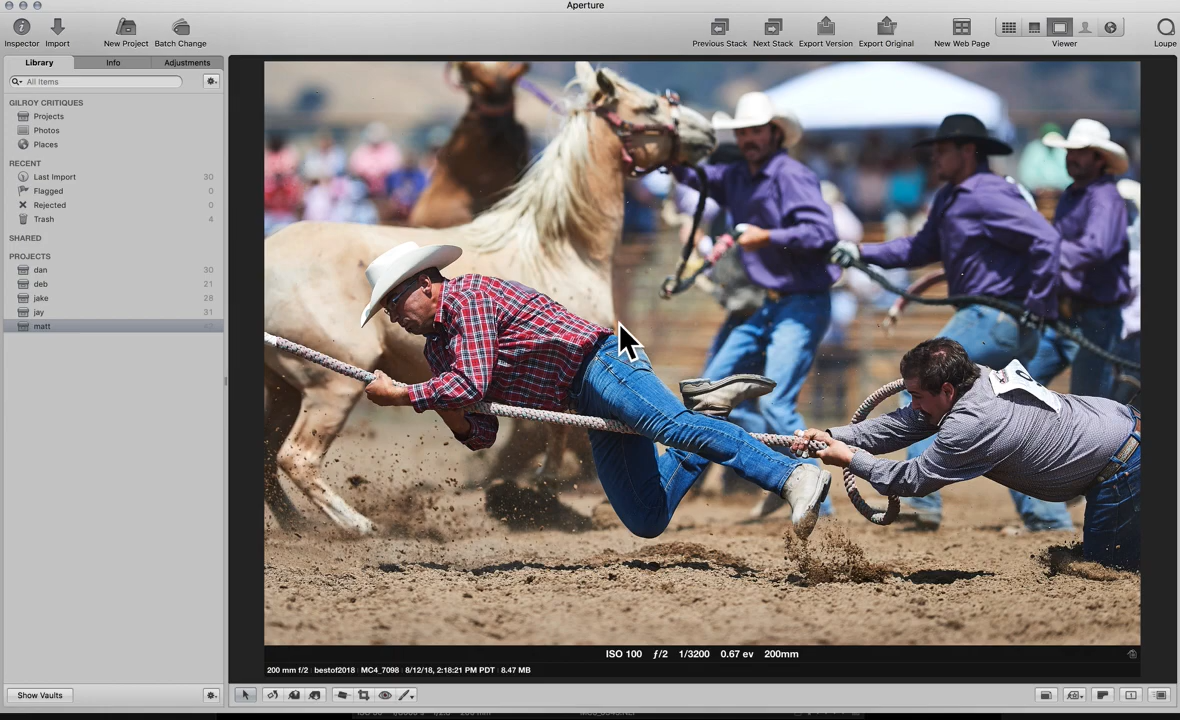 Aperture
Inspector Import New Project Batch Change Previous Stack Next Stack Export Version Export Original New Web Page Viewer Loupe
Library Info Adjustments
All Items
GILROY CRITIQUES
Projects
Photos
Places
RECENT
Last Import 30
Flagged 0
Rejected 0
Trash 4
SHARED
PROJECTS
dan 30
deb 21
jake 28
jay 31
matt
ISO 100 ƒ/2 1/3200 0.67 ev 200mm
200 mm f/2 bestof2018 MC4_7098 8/12/18, 2:18:21 PM PDT 8.47 MB
Show Vaults